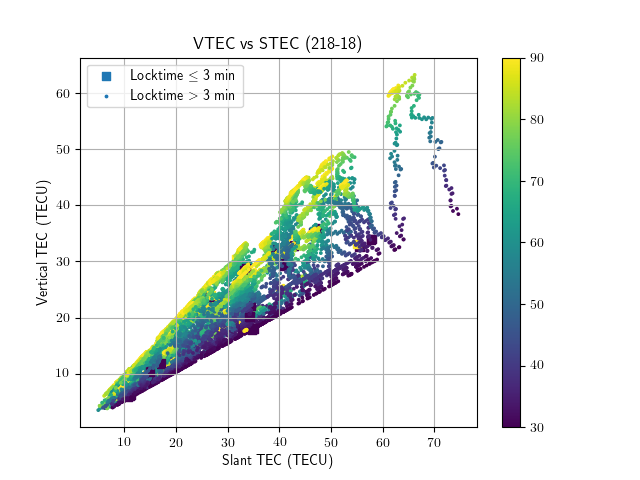 VTEC vs STEC (218-18)
Locktime ≤ 3 min
Locktime > 3 min
60
50
40
30
20
10
Vertical TEC (TECU)
10 20 30 40 50 60 70
Slant TEC (TECU)
90
80
70
60
50
40
30